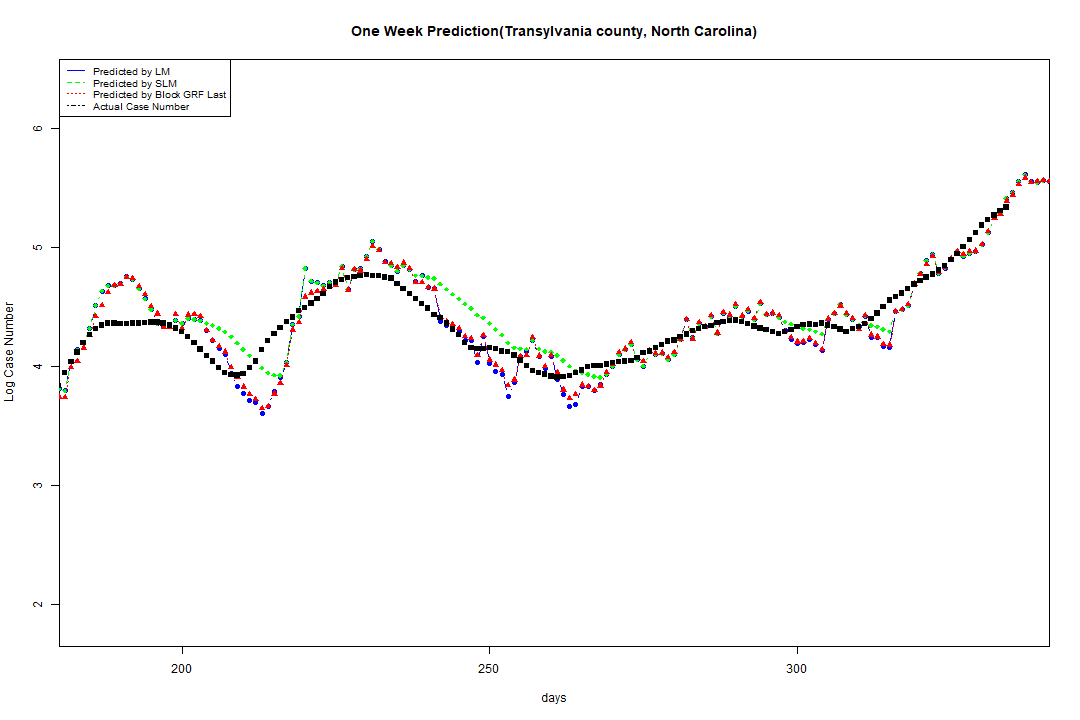 One Week Prediction(Transylvania county, North Carolina)
Predicted by LM
Predicted by SLM
Predicted by Block GRF Last
Actual Case Number
6
5
4
3
2
Log Case Number
200
250
300
days